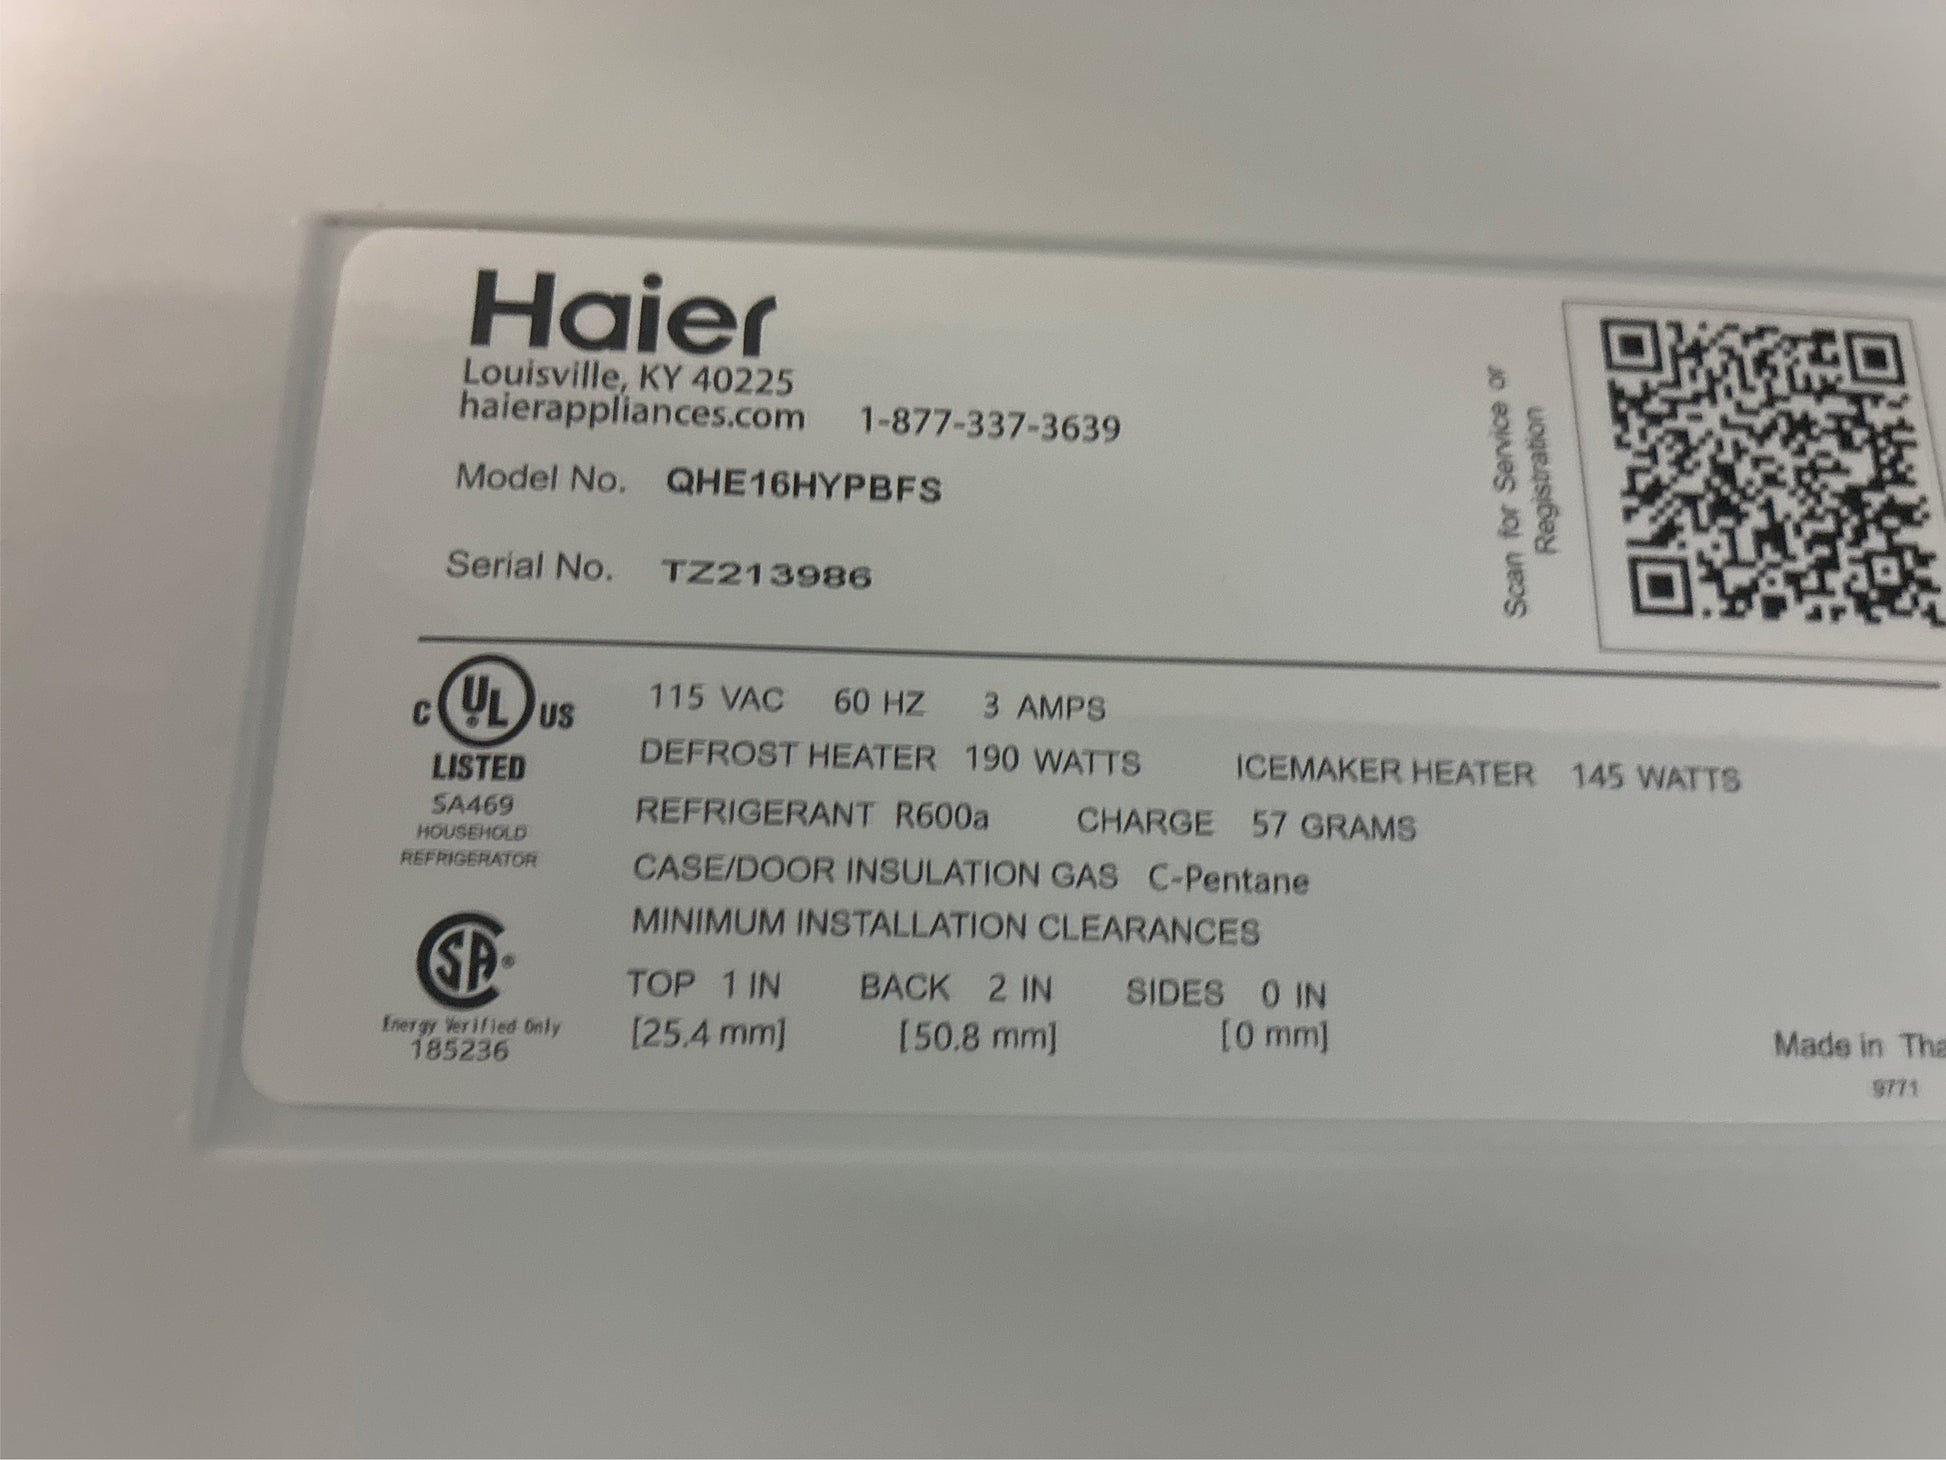 Haier
Louisville, KY 40225
haierappliances.com 1-877-337-3639
Model No. QHE16HYPBFS
Serial No. TZ213986
Scan for Service or
Registration
C UL US
LISTED
SA469
HOUSEHOLD
REFRIGERATOR
115 VAC 60 HZ 3 AMPS
DEFROST HEATER 190 WATTS ICEMAKER HEATER 145 WATTS
REFRIGERANT R600a CHARGE 57 GRAMS
CASE/DOOR INSULATION GAS C-Pentane
MINIMUM INSTALLATION CLEARANCES
TOP 1 IN BACK 2 IN SIDES 0 IN
[25.4 mm] [50.8 mm] [0 mm]
CSA®
Energy Verified Only
185236
Made in Tha
9771